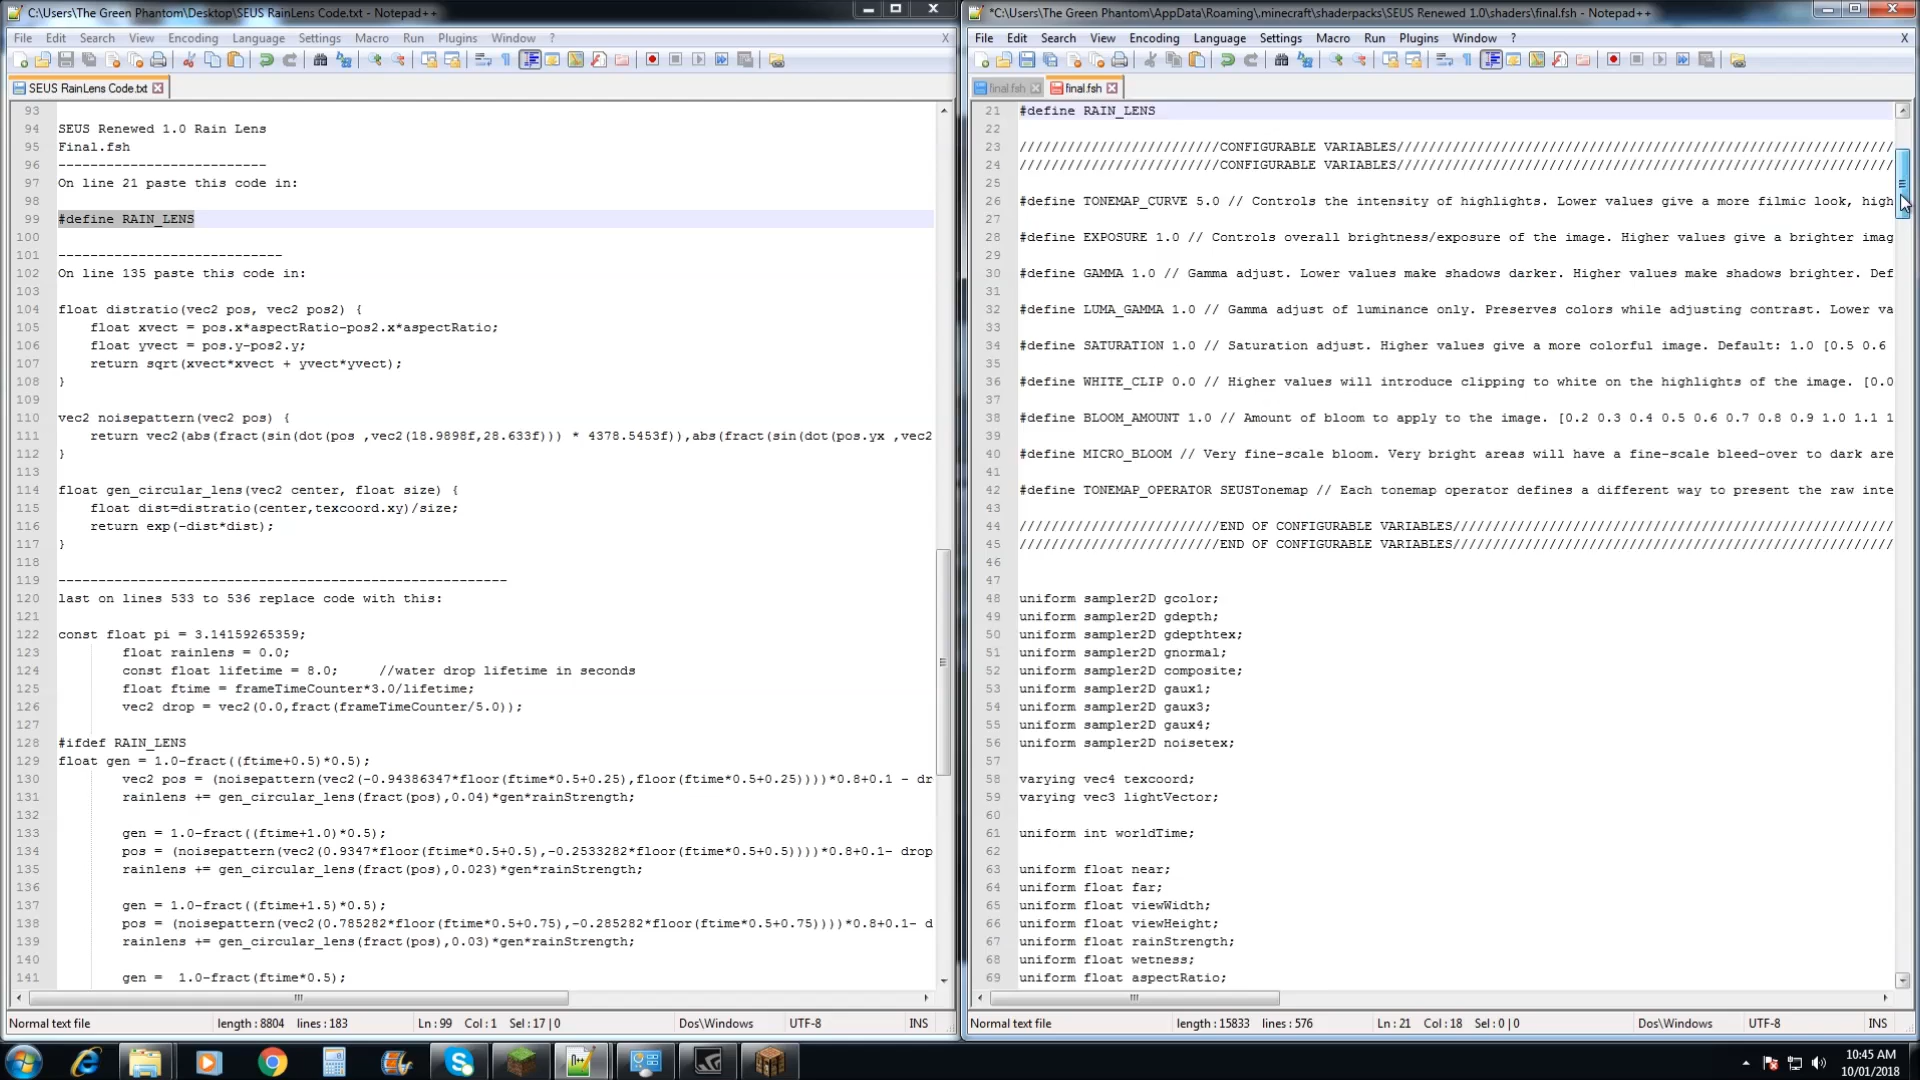 C:\Users\The Green Phantom\Desktop\SEUS RainLens Code.txt - Notepad++
File Edit Search View Encoding Language Settings Macro Run Plugins Window ? X
SEUS RainLens Code.txt
93
94 SEUS Renewed 1.0 Rain Lens
95 Final.fsh
96 --------------------------
97 On line 21 paste this code in:
98
99 #define RAIN_LENS
100
101 ----------------------------
102 On line 135 paste this code in:
103
104 float distratio(vec2 pos, vec2 pos2) {
105 float xvect = pos.x*aspectRatio-pos2.x*aspectRatio;
106 float yvect = pos.y-pos2.y;
107 return sqrt(xvect*xvect + yvect*yvect);
108 }
109
110 vec2 noisepattern(vec2 pos) {
111 return vec2(abs(fract(sin(dot(pos ,vec2(18.9898f,28.633f))) * 4378.5453f)),abs(fract(sin(dot(pos.yx ,vec2
112 }
113
114 float gen_circular_lens(vec2 center, float size) {
115 float dist=distratio(center,texcoord.xy)/size;
116 return exp(-dist*dist);
117 }
118
119 --------------------------------------------------------
120 last on lines 533 to 536 replace code with this:
121
122 const float pi = 3.14159265359;
123 float rainlens = 0.0;
124 const float lifetime = 8.0; //water drop lifetime in seconds
125 float ftime = frameTimeCounter*3.0/lifetime;
126 vec2 drop = vec2(0.0,fract(frameTimeCounter/5.0));
127
128 #ifdef RAIN_LENS
129 float gen = 1.0-fract((ftime+0.5)*0.5);
130 vec2 pos = (noisepattern(vec2(-0.94386347*floor(ftime*0.5+0.25),floor(ftime*0.5+0.25))))*0.8+0.1 - dr
131 rainlens += gen_circular_lens(fract(pos),0.04)*gen*rainStrength;
132
133 gen = 1.0-fract((ftime+1.0)*0.5);
134 pos = (noisepattern(vec2(0.9347*floor(ftime*0.5+0.5),-0.2533282*floor(ftime*0.5+0.5))))*0.8+0.1- drop
135 rainlens += gen_circular_lens(fract(pos),0.023)*gen*rainStrength;
136
137 gen = 1.0-fract((ftime+1.5)*0.5);
138 pos = (noisepattern(vec2(0.785282*floor(ftime*0.5+0.75),-0.285282*floor(ftime*0.5+0.75))))*0.8+0.1- d
139 rainlens += gen_circular_lens(fract(pos),0.03)*gen*rainStrength;
140
141 gen = 1.0-fract(ftime*0.5);
Normal text file length : 8804 lines : 183 Ln : 99 Col : 1 Sel : 17 | 0 Dos\Windows UTF-8 INS
*C:\Users\The Green Phantom\AppData\Roaming\.minecraft\shaderpacks\SEUS Renewed 1.0\shaders\final.fsh - Notepad++
File Edit Search View Encoding Language Settings Macro Run Plugins Window ? X
final.fsh final.fsh
21 #define RAIN_LENS
22
23 /////////////////////////CONFIGURABLE VARIABLES//////////////////////////////////////////////////////////////
24 /////////////////////////CONFIGURABLE VARIABLES//////////////////////////////////////////////////////////////
25
26 #define TONEMAP_CURVE 5.0 // Controls the intensity of highlights. Lower values give a more filmic look, high
27
28 #define EXPOSURE 1.0 // Controls overall brightness/exposure of the image. Higher values give a brighter imag
29
30 #define GAMMA 1.0 // Gamma adjust. Lower values make shadows darker. Higher values make shadows brighter. Def
31
32 #define LUMA_GAMMA 1.0 // Gamma adjust of luminance only. Preserves colors while adjusting contrast. Lower va
33
34 #define SATURATION 1.0 // Saturation adjust. Higher values give a more colorful image. Default: 1.0 [0.5 0.6
35
36 #define WHITE_CLIP 0.0 // Higher values will introduce clipping to white on the highlights of the image. [0.0
37
38 #define BLOOM_AMOUNT 1.0 // Amount of bloom to apply to the image. [0.2 0.3 0.4 0.5 0.6 0.7 0.8 0.9 1.0 1.1 1
39
40 #define MICRO_BLOOM // Very fine-scale bloom. Very bright areas will have a fine-scale bleed-over to dark are
41
42 #define TONEMAP_OPERATOR SEUSTonemap // Each tonemap operator defines a different way to present the raw inte
43
44 /////////////////////////END OF CONFIGURABLE VARIABLES///////////////////////////////////////////////////////
45 /////////////////////////END OF CONFIGURABLE VARIABLES///////////////////////////////////////////////////////
46
47
48 uniform sampler2D gcolor;
49 uniform sampler2D gdepth;
50 uniform sampler2D gdepthtex;
51 uniform sampler2D gnormal;
52 uniform sampler2D composite;
53 uniform sampler2D gaux1;
54 uniform sampler2D gaux3;
55 uniform sampler2D gaux4;
56 uniform sampler2D noisetex;
57
58 varying vec4 texcoord;
59 varying vec3 lightVector;
60
61 uniform int worldTime;
62
63 uniform float near;
64 uniform float far;
65 uniform float viewWidth;
66 uniform float viewHeight;
67 uniform float rainStrength;
68 uniform float wetness;
69 uniform float aspectRatio;
Normal text file length : 15833 lines : 576 Ln : 21 Col : 18 Sel : 0 | 0 Dos\Windows UTF-8 INS
10:45 AM
10/01/2018